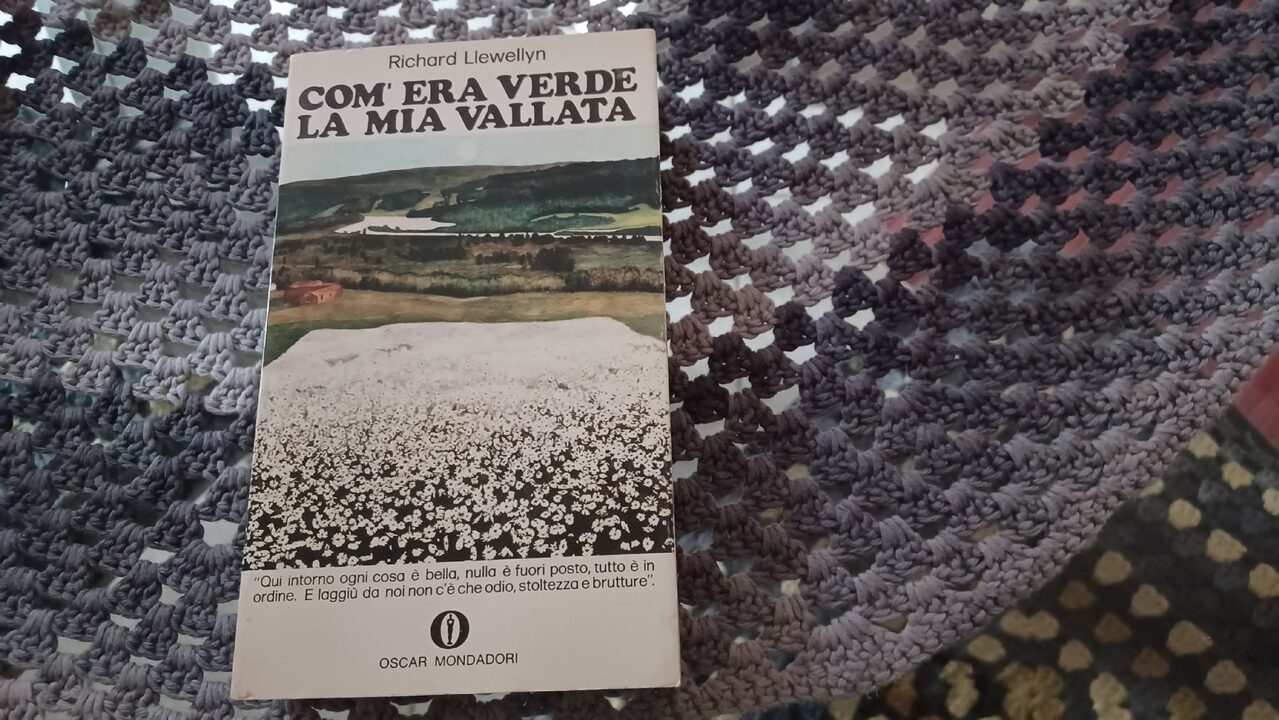 Richard Llewellyn
COM' ERA VERDE
LA MIA VALLATA
"Qui intorno ogni cosa è bella, nulla è fuori posto, tutto è in
ordine. E laggiù da noi non c'è che odio, stoltezza e brutture".
OSCAR MONDADORI